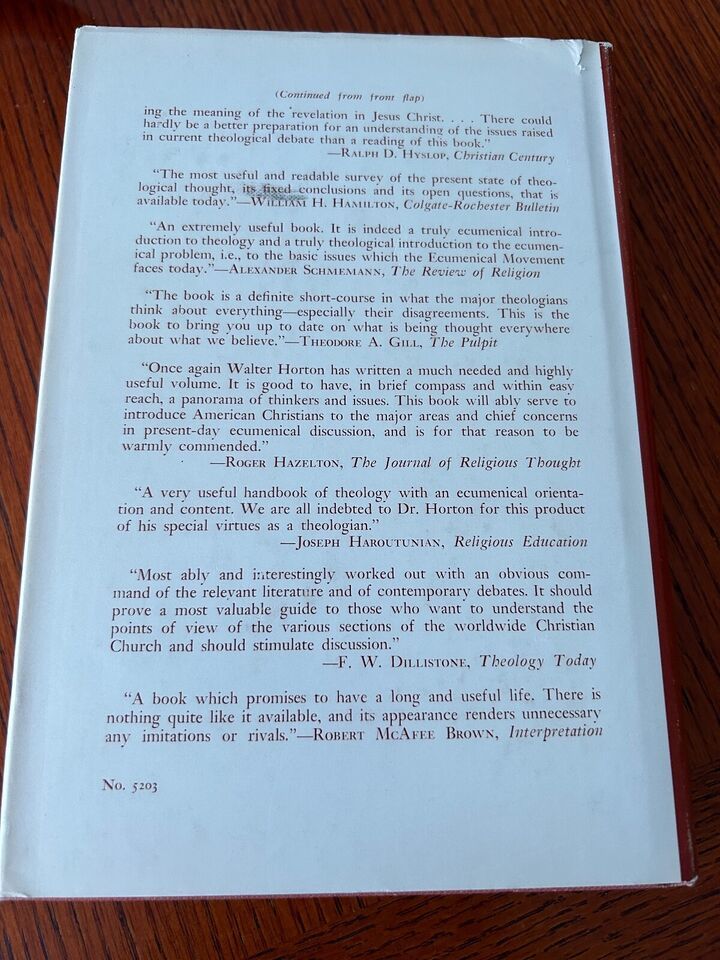 (Continued from front flap)
ing the meaning of the revelation in Jesus Christ. . . . There could
hardly be a better preparation for an understanding of the issues raised
in current theological debate than a reading of this book."
—RALPH D. HYSLOP, Christian Century
"The most useful and readable survey of the present state of theo-
logical thought, its fixed conclusions and its open questions, that is
available today."—WILLIAM H. HAMILTON, Colgate-Rochester Bulletin
"An extremely useful book. It is indeed a truly ecumenical intro-
duction to theology and a truly theological introduction to the ecumen-
ical problem, i.e., to the basic issues which the Ecumenical Movement
faces today."—ALEXANDER SCHMEMANN, The Review of Religion
"The book is a definite short-course in what the major theologians
think about everything—especially their disagreements. This is the
book to bring you up to date on what is being thought everywhere
about what we believe."—THEODORE A. GILL, The Pulpit
"Once again Walter Horton has written a much needed and highly
useful volume. It is good to have, in brief compass and within easy
reach, a panorama of thinkers and issues. This book will ably serve to
introduce American Christians to the major areas and chief concerns
in present-day ecumenical discussion, and is for that reason to be
warmly commended."
—ROGER HAZELTON, The Journal of Religious Thought
"A very useful handbook of theology with an ecumenical orienta-
tion and content. We are all indebted to Dr. Horton for this product
of his special virtues as a theologian."
—JOSEPH HAROUTUNIAN, Religious Education
"Most ably and interestingly worked out with an obvious com-
mand of the relevant literature and of contemporary debates. It should
prove a most valuable guide to those who want to understand the
points of view of the various sections of the worldwide Christian
Church and should stimulate discussion."
—F. W. DILLISTONE, Theology Today
"A book which promises to have a long and useful life. There is
nothing quite like it available, and its appearance renders unnecessary
any imitations or rivals."—ROBERT MCAFEE BROWN, Interpretation
No. 5203